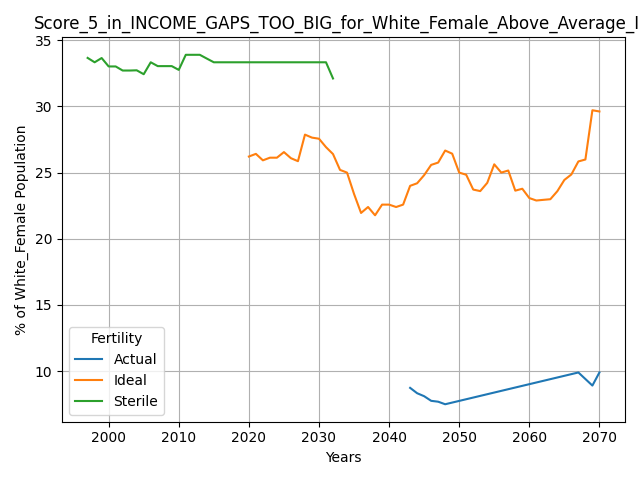 Score_5_in_INCOME_GAPS_TOO_BIG_for_White_Female_Above_Average_I
35
30
25
20
15
10
% of White_Female Population
Fertility
Actual
Ideal
Sterile
2000 2010 2020 2030 2040 2050 2060 2070
Years